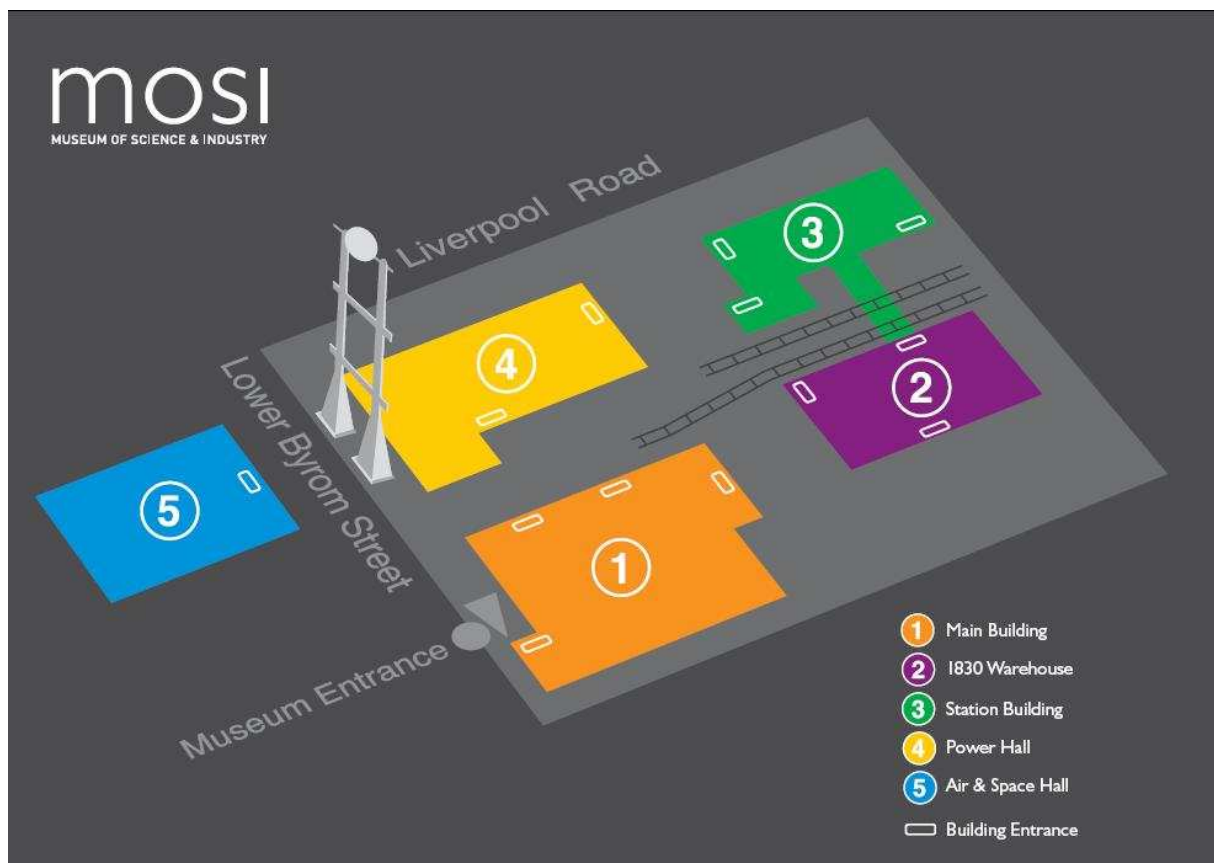 mosi
MUSEUM OF SCIENCE & INDUSTRY
Liverpool Road
3
4
2
Lower Byrom Street
5
1
Museum Entrance
1 Main Building
2 1830 Warehouse
3 Station Building
4 Power Hall
5 Air & Space Hall
Building Entrance